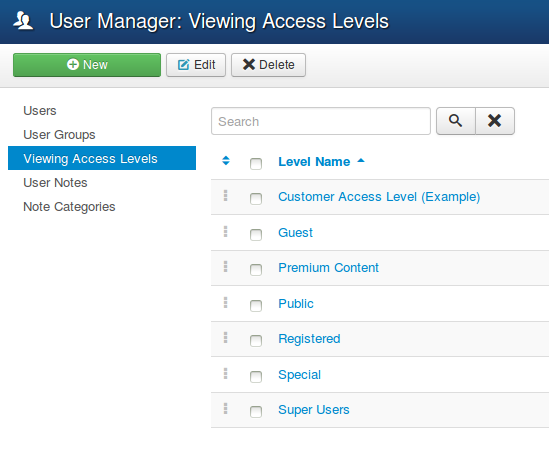 User Manager: Viewing Access Levels
New Edit Delete
Users
User Groups
Viewing Access Levels
User Notes
Note Categories
Search
Level Name
Customer Access Level (Example)
Guest
Premium Content
Public
Registered
Special
Super Users